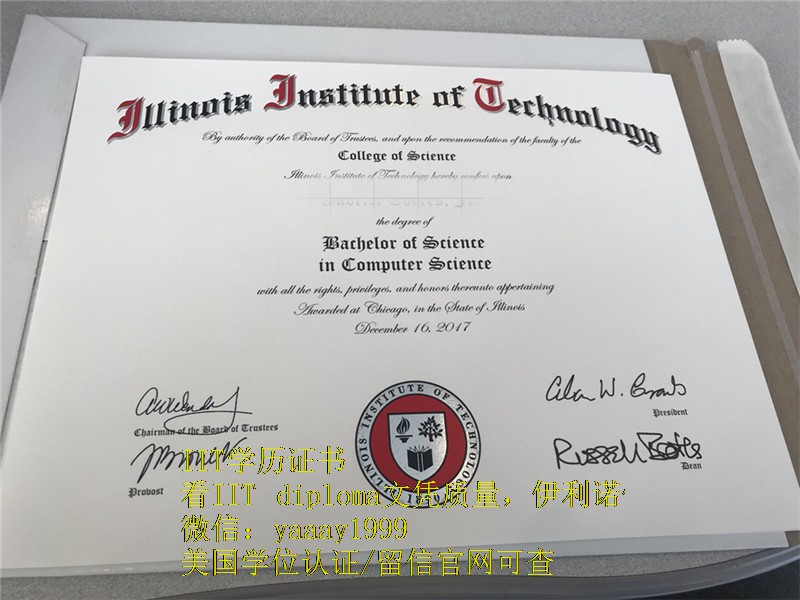 Illinois Institute of Technology
By authority of the Board of Trustees, and upon the recommendation of the faculty of the
College of Science
Illinois Institute of Technology hereby confers upon
the degree of
Bachelor of Science
in Computer Science
with all the rights, privileges, and honors thereunto appertaining
Awarded at Chicago, in the State of Illinois
December 16, 2017
Chairman of the Board of Trustees
President
Provost
Dean
ILLINOIS INSTITUTE OF TECHNOLOGY
IIT学历证书
看IIT diploma文凭质量，伊利诺
微信：yaaay1999
美国学位认证/留信官网可查